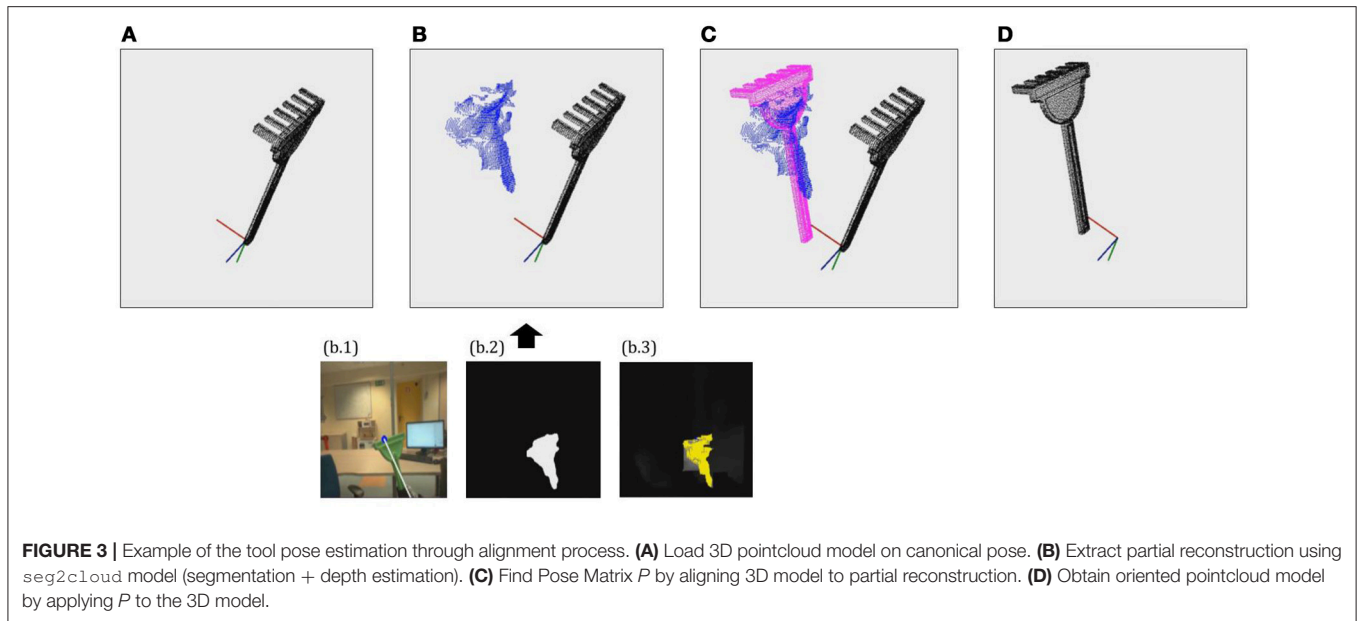 A
B
C
D
(b.1)
(b.2)
(b.3)
FIGURE 3 | Example of the tool pose estimation through alignment process. (A) Load 3D pointcloud model on canonical pose. (B) Extract partial reconstruction using
seg2cloud model (segmentation + depth estimation). (C) Find Pose Matrix P by aligning 3D model to partial reconstruction. (D) Obtain oriented pointcloud model
by applying P to the 3D model.